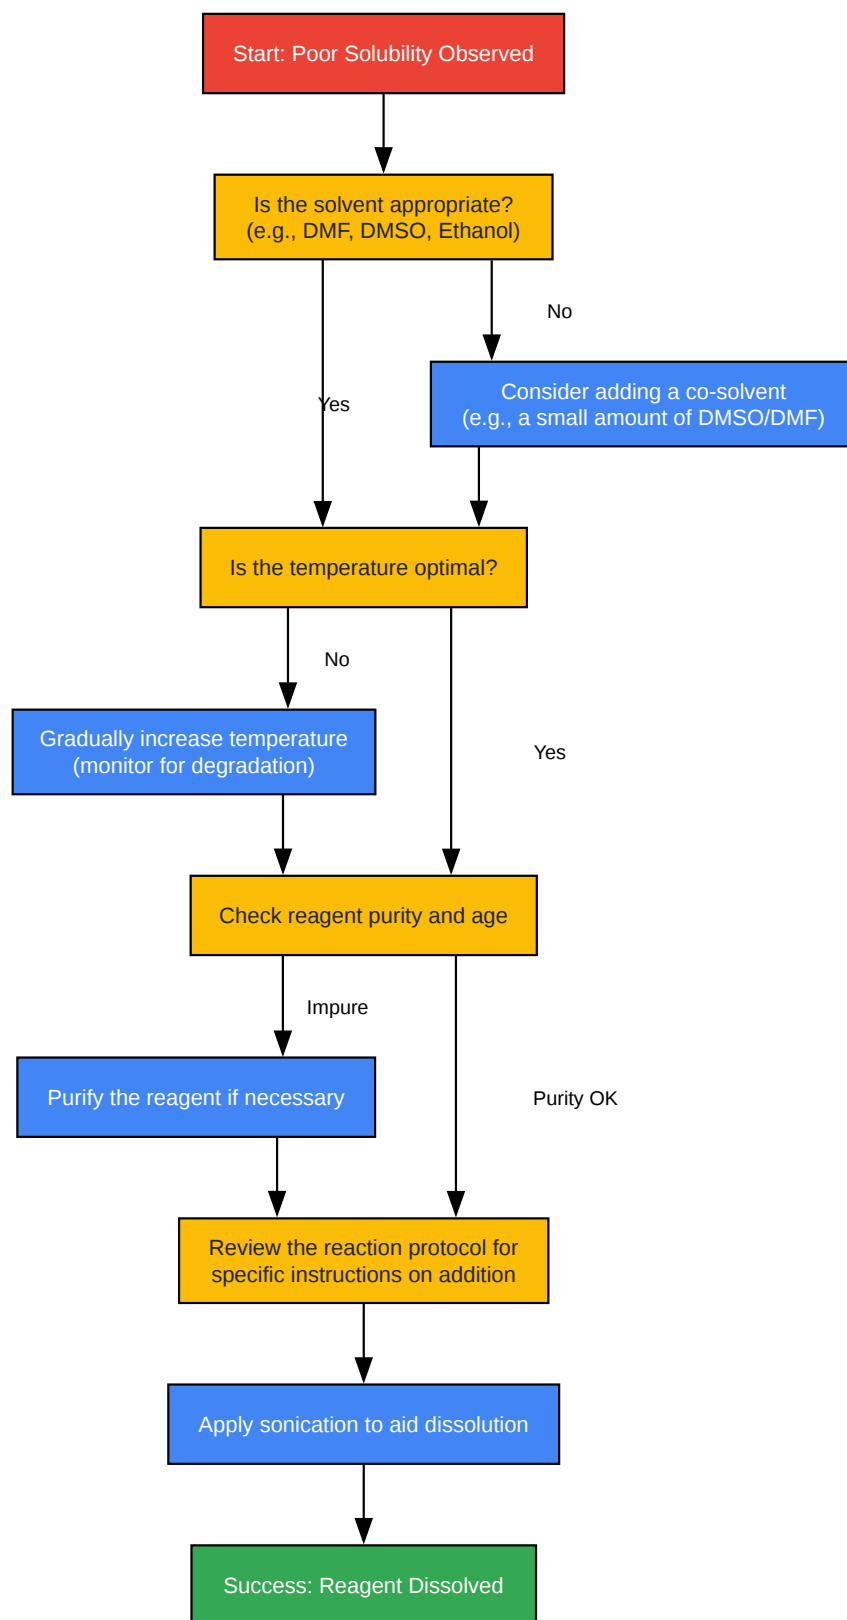 Start: Poor Solubility Observed
Is the solvent appropriate?
(e.g., DMF, DMSO, Ethanol)
No
Consider adding a co-solvent
(e.g., a small amount of DMSO/DMF)
Yes
Is the temperature optimal?
No
Gradually increase temperature
(monitor for degradation)
Yes
Check reagent purity and age
Impure
Purify the reagent if necessary
Purity OK
Review the reaction protocol for
specific instructions on addition
Apply sonication to aid dissolution
Success: Reagent Dissolved